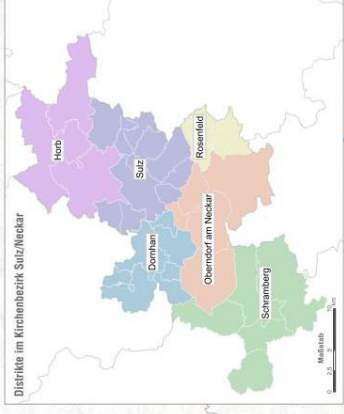 Distrikte im Kirchenbezirk Sulz/Neckar
Horb
Sulz
Rosenfeld
Dornhan
Oberndorf am Neckar
Schramberg
Maßstab
0 2,5 5 10 km